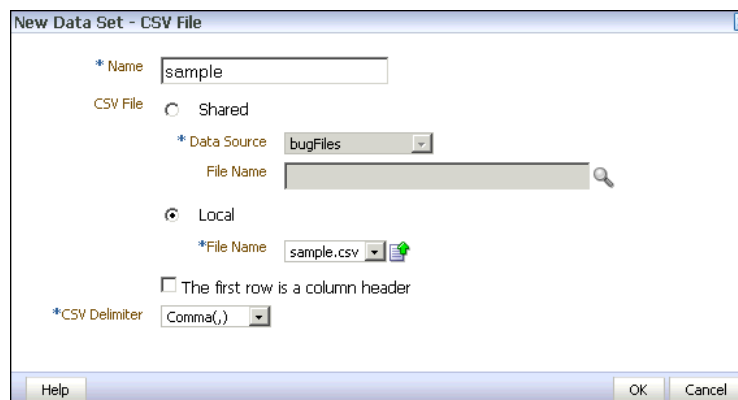 New Data Set - CSV File
* Name sample
CSV File Shared
* Data Source bugFiles
File Name
Local
*File Name sample.csv
The first row is a column header
*CSV Delimiter Comma(,)
Help OK Cancel